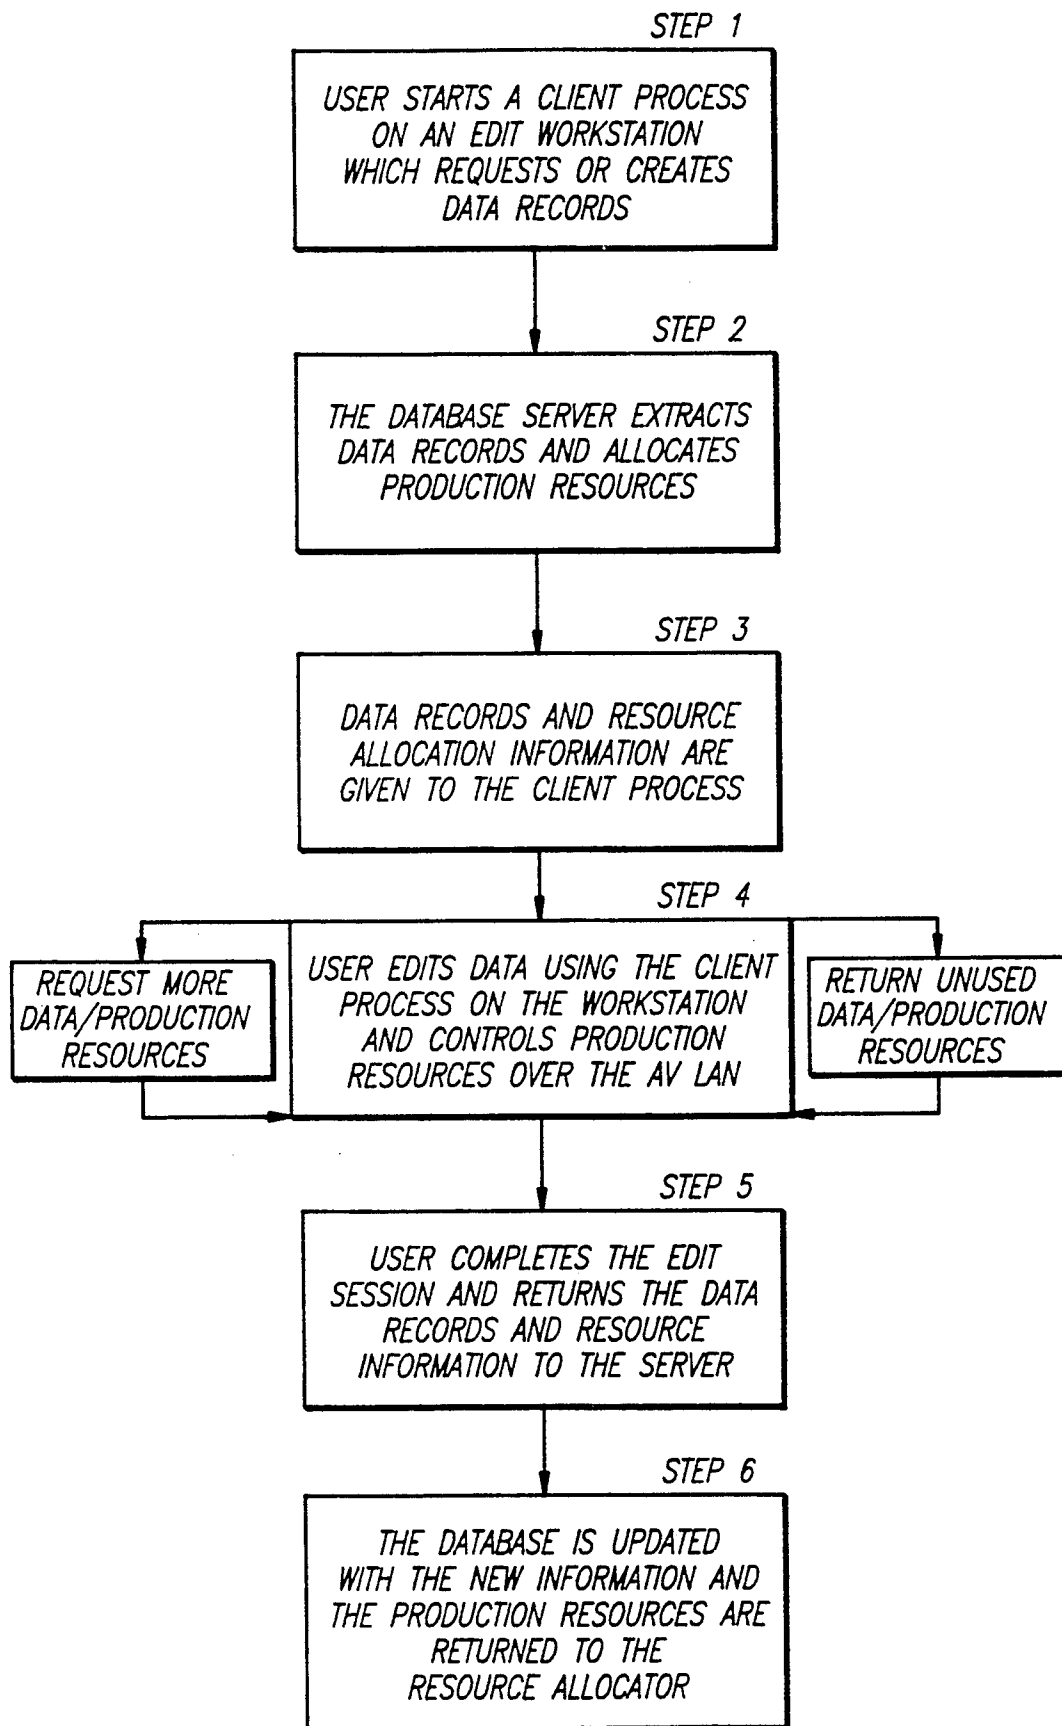 STEP 1
USER STARTS A CLIENT PROCESS
ON AN EDIT WORKSTATION
WHICH REQUESTS OR CREATES
DATA RECORDS
STEP 2
THE DATABASE SERVER EXTRACTS
DATA RECORDS AND ALLOCATES
PRODUCTION RESOURCES
STEP 3
DATA RECORDS AND RESOURCE
ALLOCATION INFORMATION ARE
GIVEN TO THE CLIENT PROCESS
STEP 4
REQUEST MORE
DATA/PRODUCTION
RESOURCES
USER EDITS DATA USING THE CLIENT
PROCESS ON THE WORKSTATION
AND CONTROLS PRODUCTION
RESOURCES OVER THE AV LAN
RETURN UNUSED
DATA/PRODUCTION
RESOURCES
STEP 5
USER COMPLETES THE EDIT
SESSION AND RETURNS THE DATA
RECORDS AND RESOURCE
INFORMATION TO THE SERVER
STEP 6
THE DATABASE IS UPDATED
WITH THE NEW INFORMATION AND
THE PRODUCTION RESOURCES ARE
RETURNED TO THE
RESOURCE ALLOCATOR